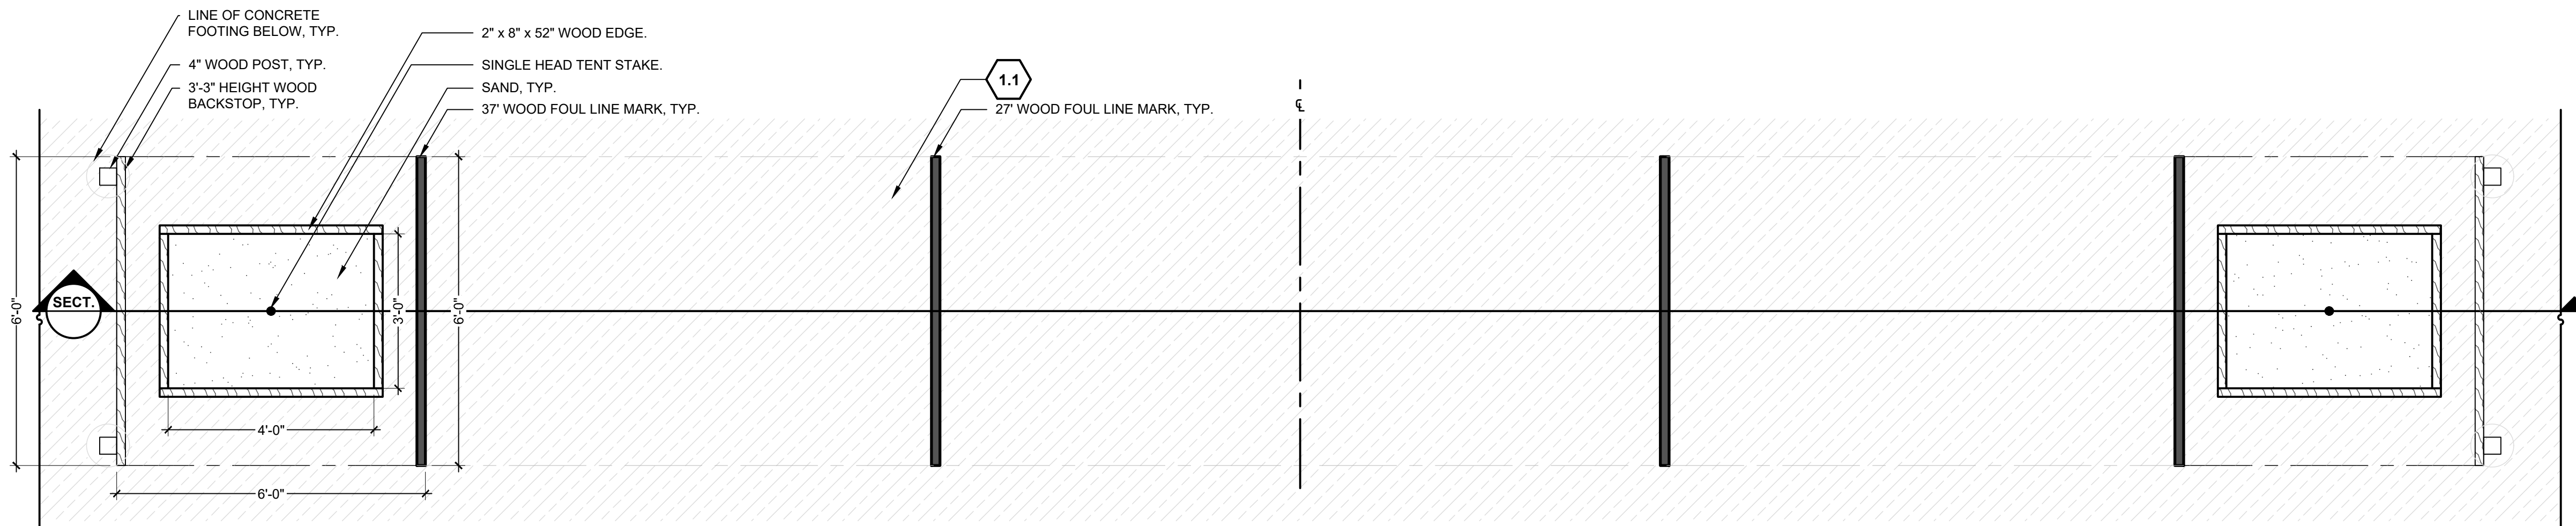 LINE OF CONCRETE
FOOTING BELOW, TYP.
4" WOOD POST, TYP.
3'-3" HEIGHT WOOD
BACKSTOP, TYP.
2" x 8" x 52" WOOD EDGE.
SINGLE HEAD TENT STAKE.
SAND, TYP.
37' WOOD FOUL LINE MARK, TYP.
1.1
27' WOOD FOUL LINE MARK, TYP.
℄
SECT.
6'-0"
3'-0"
6'-0"
4'-0"
6'-0"